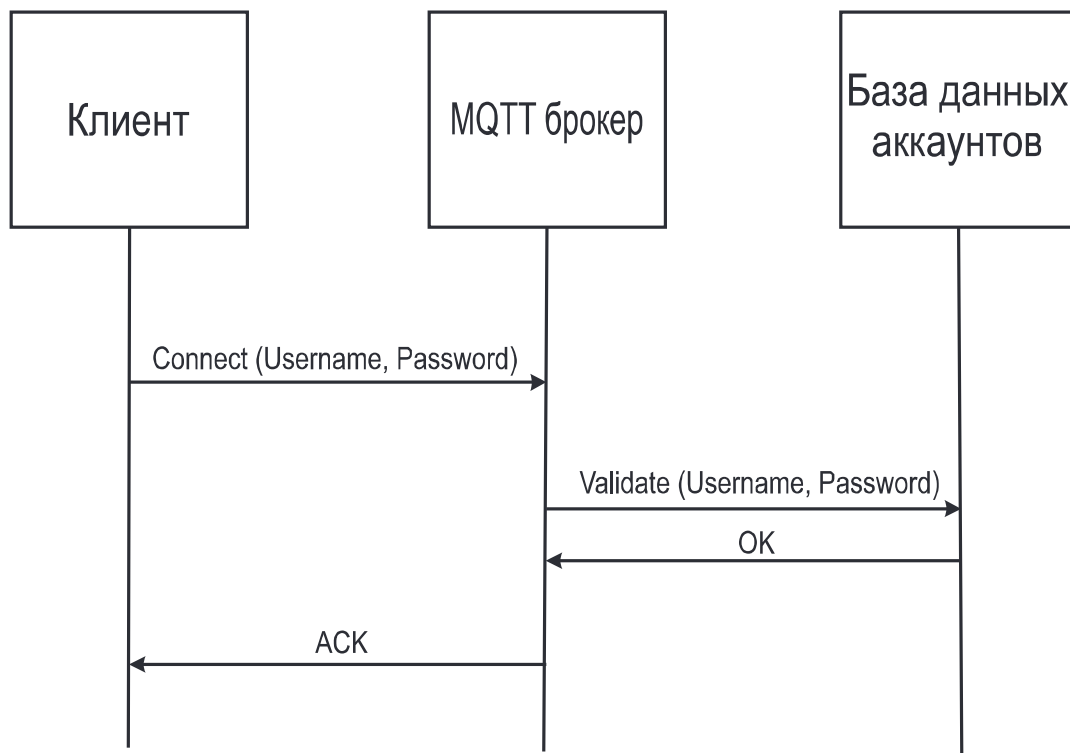 Клиент
MQTT брокер
База данных
аккаунтов
Connect (Username, Password)
Validate (Username, Password)
OK
ACK